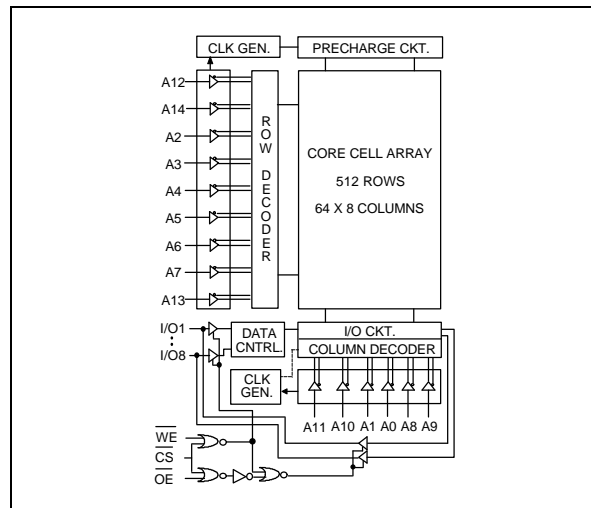 CLK GEN.
PRECHARGE CKT.
A12
A14
A2
A3
A4
A5
A6
A7
A13
ROW DECODER
CORE CELL ARRAY
512 ROWS
64 X 8 COLUMNS
I/O1
I/O8
DATA
CNTRL.
I/O CKT.
COLUMN DECODER
CLK
GEN.
A11 A10 A1 A0 A8 A9
WE
CS
OE